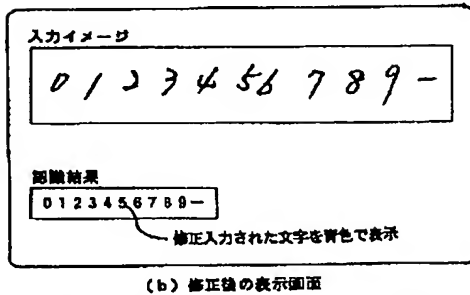 入力イメージ
0 1 2 3 4 5 6 7 8 9 -
認識結果
0 1 2 3 4 5 6 7 8 9 -
修正入力された文字を青色で表示
(b) 修正後の表示画面